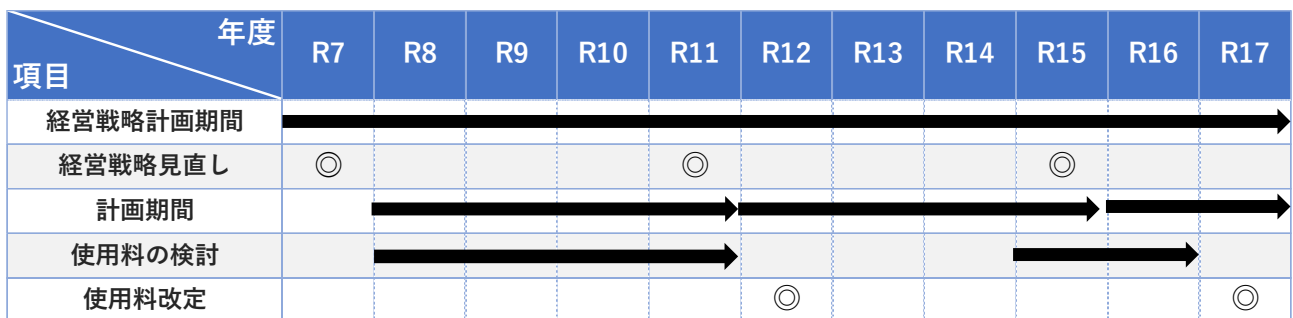 年度
項目 R7 R8 R9 R10 R11 R12 R13 R14 R15 R16 R17
経営戦略計画期間
経営戦略見直し ◎ ◎ ◎
計画期間
使用料の検討
使用料改定 ◎ ◎